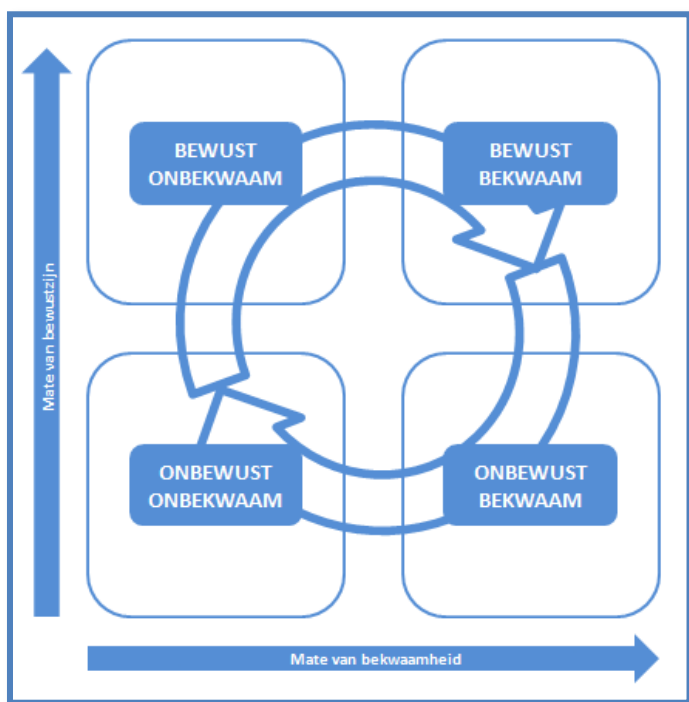 BEWUST
ONBEKWAAM
BEWUST
BEKWAAM
Mate van bewustzijn
ONBEWUST
ONBEKWAAM
ONBEWUST
BEKWAAM
Mate van bekwaamheid